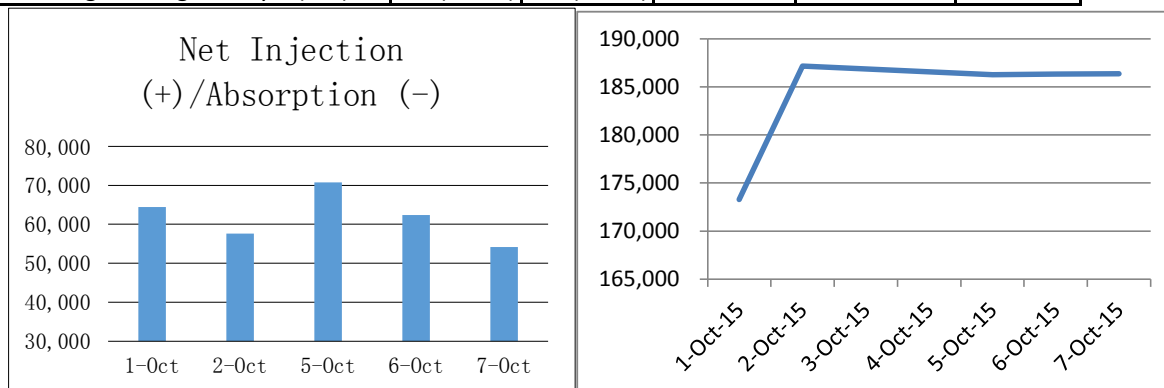 Net Injection
(+)/Absorption (-)
80,000
70,000
60,000
50,000
40,000
30,000
1-Oct 2-Oct 5-Oct 6-Oct 7-Oct
190,000
185,000
180,000
175,000
170,000
165,000
1-Oct-15
2-Oct-15
3-Oct-15
4-Oct-15
5-Oct-15
6-Oct-15
7-Oct-15